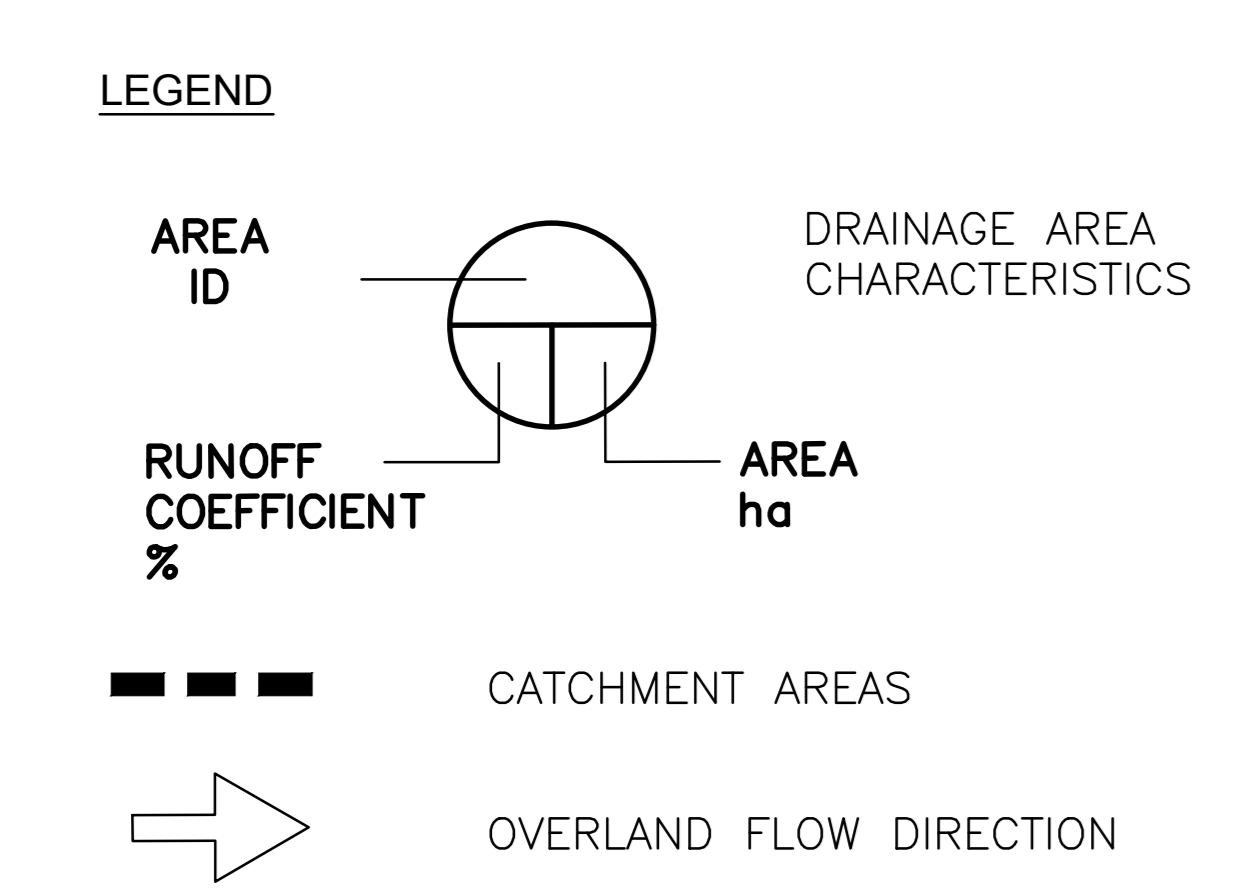 LEGEND
AREA
ID
DRAINAGE AREA
CHARACTERISTICS
RUNOFF
COEFFICIENT
%
AREA
ha
CATCHMENT AREAS
OVERLAND FLOW DIRECTION